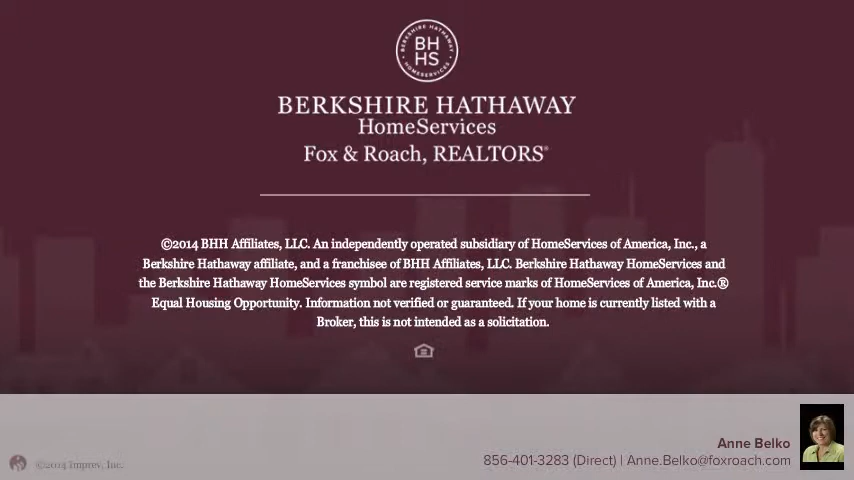 BERKSHIRE HATHAWAY
HOMESERVICES
BH
HS
BERKSHIRE HATHAWAY
HomeServices
Fox & Roach, REALTORS®
©2014 BHH Affiliates, LLC. An independently operated subsidiary of HomeServices of America, Inc., a
Berkshire Hathaway affiliate, and a franchisee of BHH Affiliates, LLC. Berkshire Hathaway HomeServices and
the Berkshire Hathaway HomeServices symbol are registered service marks of HomeServices of America, Inc.®
Equal Housing Opportunity. Information not verified or guaranteed. If your home is currently listed with a
Broker, this is not intended as a solicitation.
Anne Belko
856-401-3283 (Direct) | Anne.Belko@foxroach.com
©2014 Imprev, Inc.